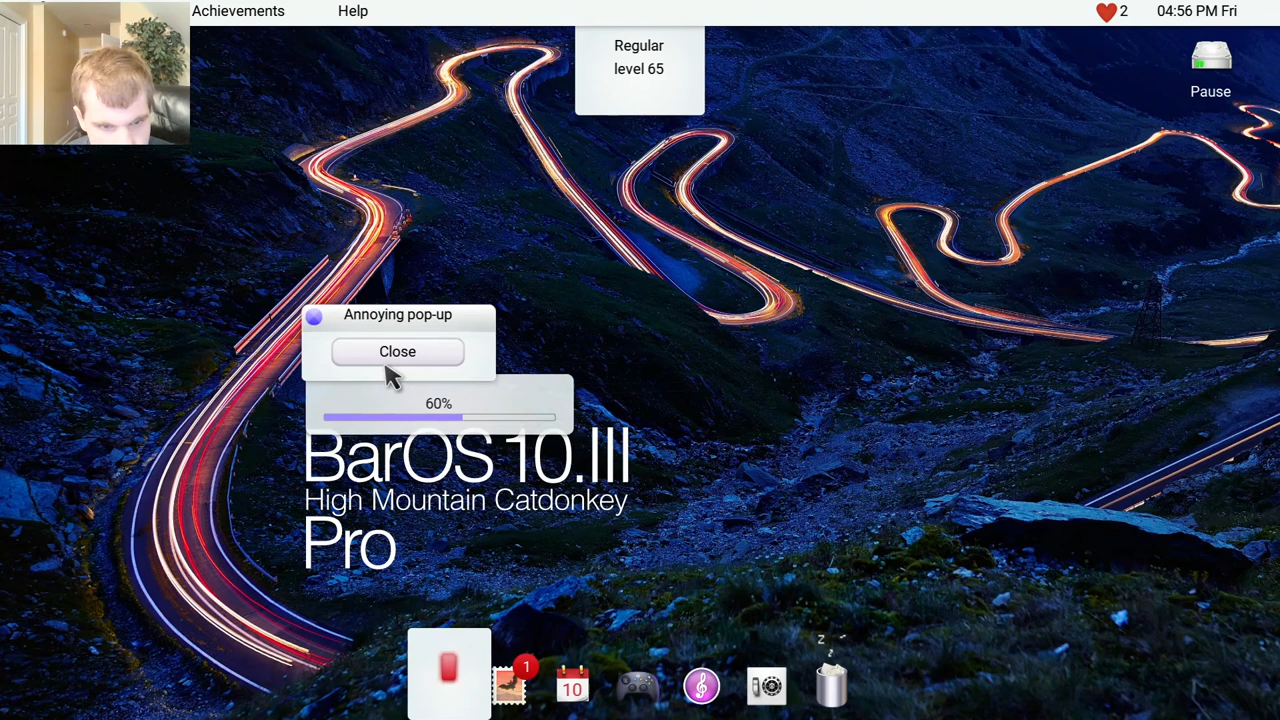 Achievements Help 2 04:56 PM Fri
Regular
level 65
Pause
Annoying pop-up
Close
60%
BarOS 10.III
High Mountain Catdonkey
Pro
1
10
z
z